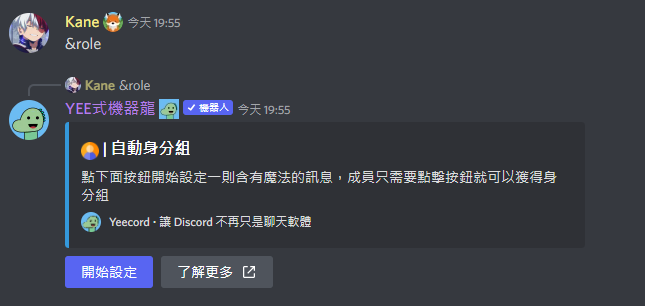 Kane 今天 19:55
&role
Kane &role
YEE式機器龍 ✓ 機器人 今天 19:55
| 自動身分組
點下面按鈕開始設定一則含有魔法的訊息，成員只需要點擊按鈕就可以獲得身
分組
Yeecord · 讓 Discord 不再只是聊天軟體
開始設定 了解更多